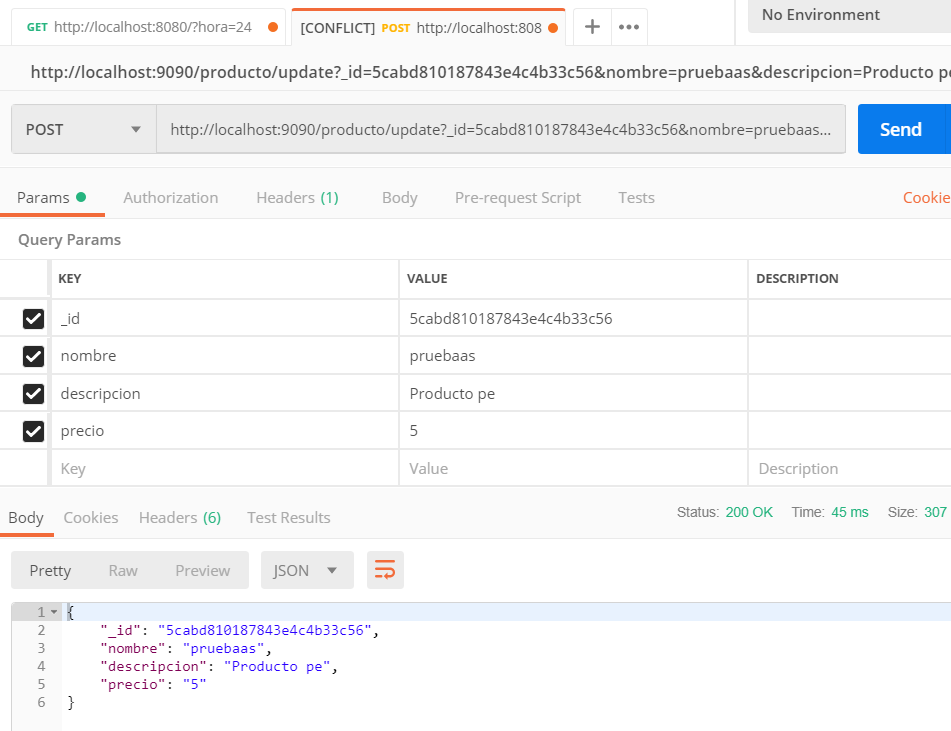 GET http://localhost:8080/?hora=24 [CONFLICT] POST http://localhost:808 + ••• No Environment
http://localhost:9090/producto/update?_id=5cabd810187843e4c4b33c56&nombre=pruebaas&descripcion=Producto pe
POST http://localhost:9090/producto/update?_id=5cabd810187843e4c4b33c56&nombre=pruebaas... Send
Params Authorization Headers (1) Body Pre-request Script Tests Cookie
Query Params
KEY VALUE DESCRIPTION
_id 5cabd810187843e4c4b33c56
nombre pruebaas
descripcion Producto pe
precio 5
Key Value Description
Body Cookies Headers (6) Test Results Status: 200 OK Time: 45 ms Size: 307
Pretty Raw Preview JSON
1 {
2 "_id": "5cabd810187843e4c4b33c56",
3 "nombre": "pruebaas",
4 "descripcion": "Producto pe",
5 "precio": "5"
6 }